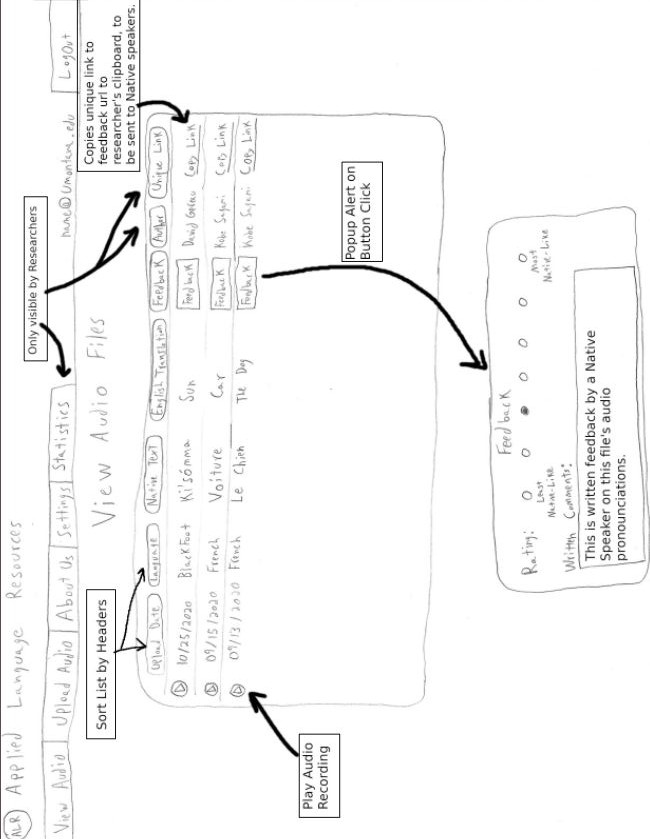 ALR Applied Language Resources
name@umontana.edu LogOut
View Audio Upload Audio About Us Settings Statistics
Only visible by Researchers
Copies unique link to
feedback url to
researcher's clipboard, to
be sent to Native speakers.
View Audio Files
Sort List by Headers
Upload Date Language Native Text English Translation Feedback Author Unique Link
10/25/2020 Blackfoot Ki'sómma Sun Feedback David Copy Link
09/15/2020 French Voiture Car Feedback Kobe Sagari Copy Link
09/13/2020 French Le Chien The Dog Feedback Kobe Sagari Copy Link
Play Audio
Recording
Popup Alert on
Button Click
Feedback
Rating:
Least
Native-Like
Most
Native-Like
Written Comments:
This is written feedback by a Native
Speaker on this file's audio
pronounciations.